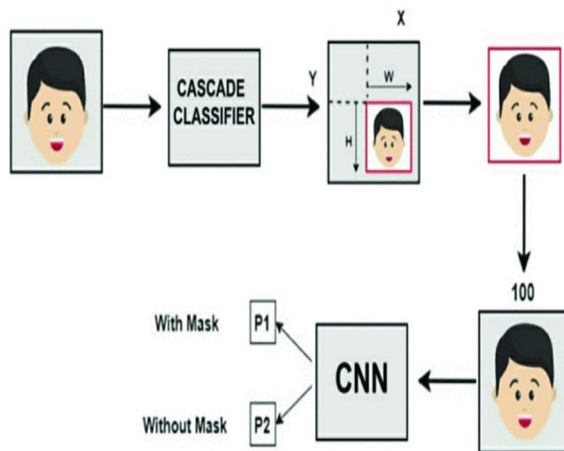 X
CASCADE
CLASSIFIER
Y
W
H
100
With Mask
P1
CNN
Without Mask
P2